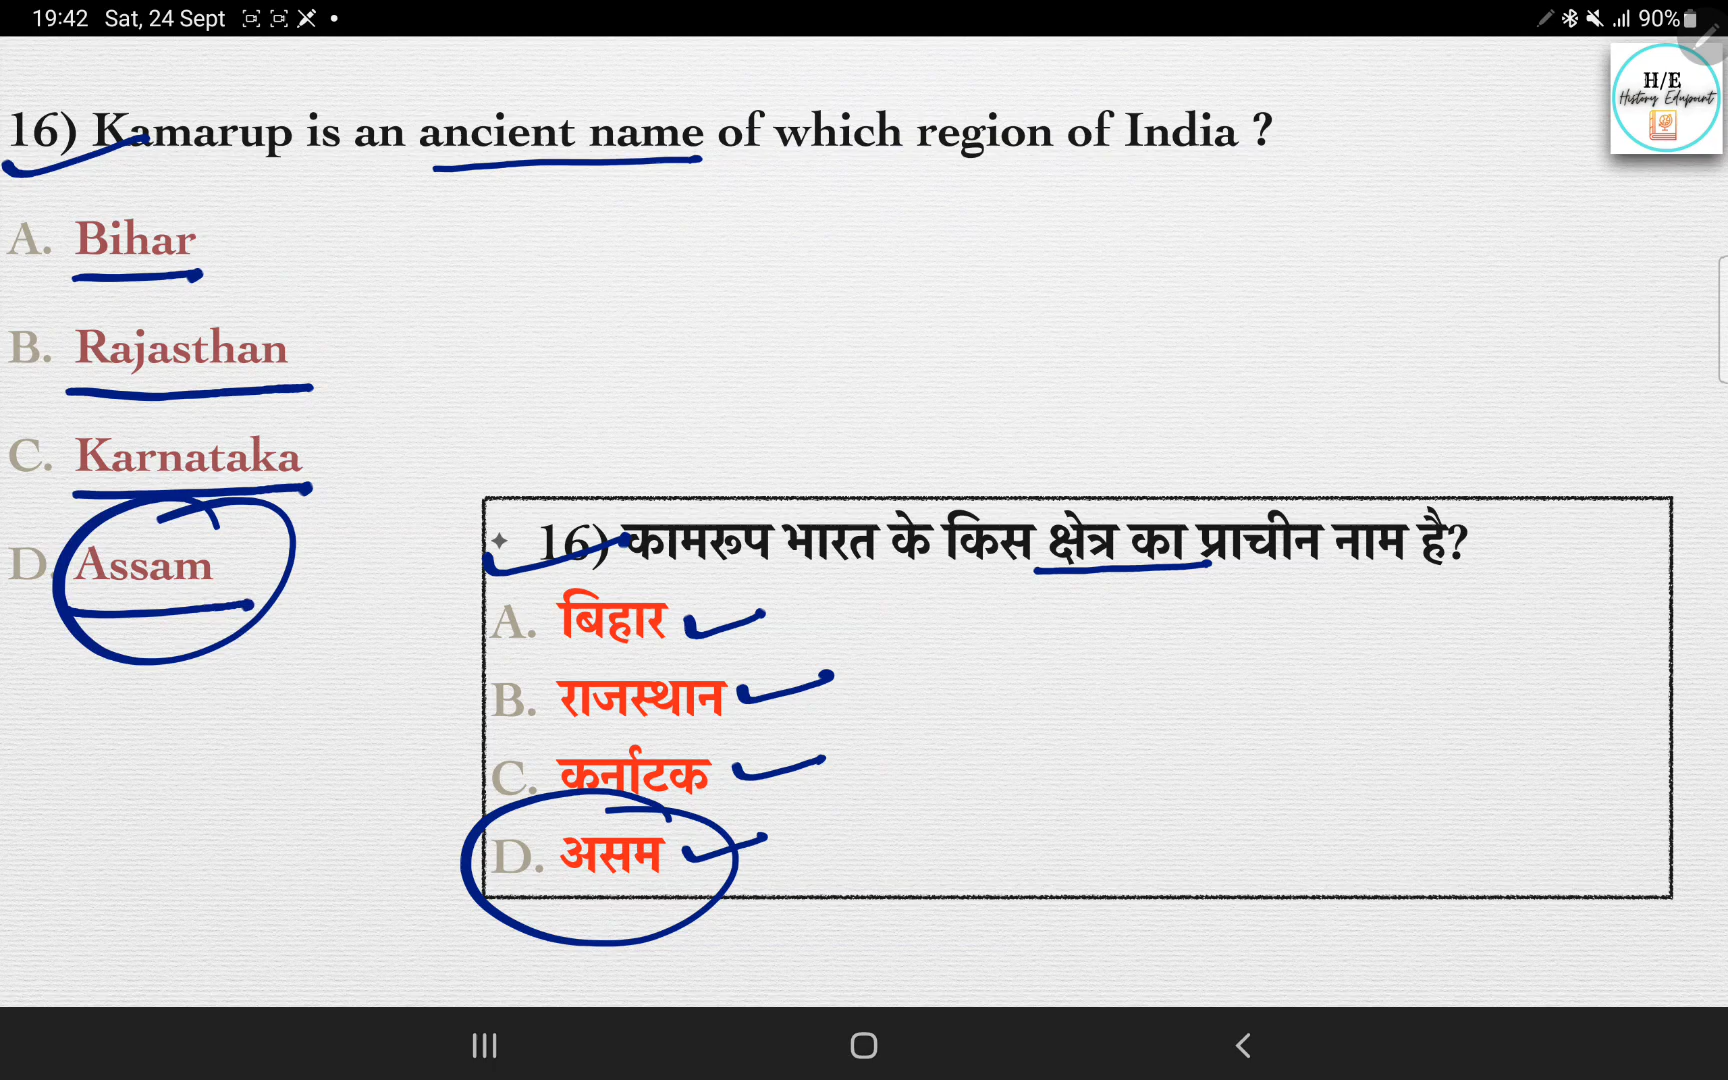 19:42 Sat, 24 Sept
90%
H/E
History Edupoint
16) Kamarup is an ancient name of which region of India ?
A. Bihar
B. Rajasthan
C. Karnataka
D. Assam
16) कामरूप भारत के किस क्षेत्र का प्राचीन नाम है?
A. बिहार
B. राजस्थान
C. कर्नाटक
D. असम